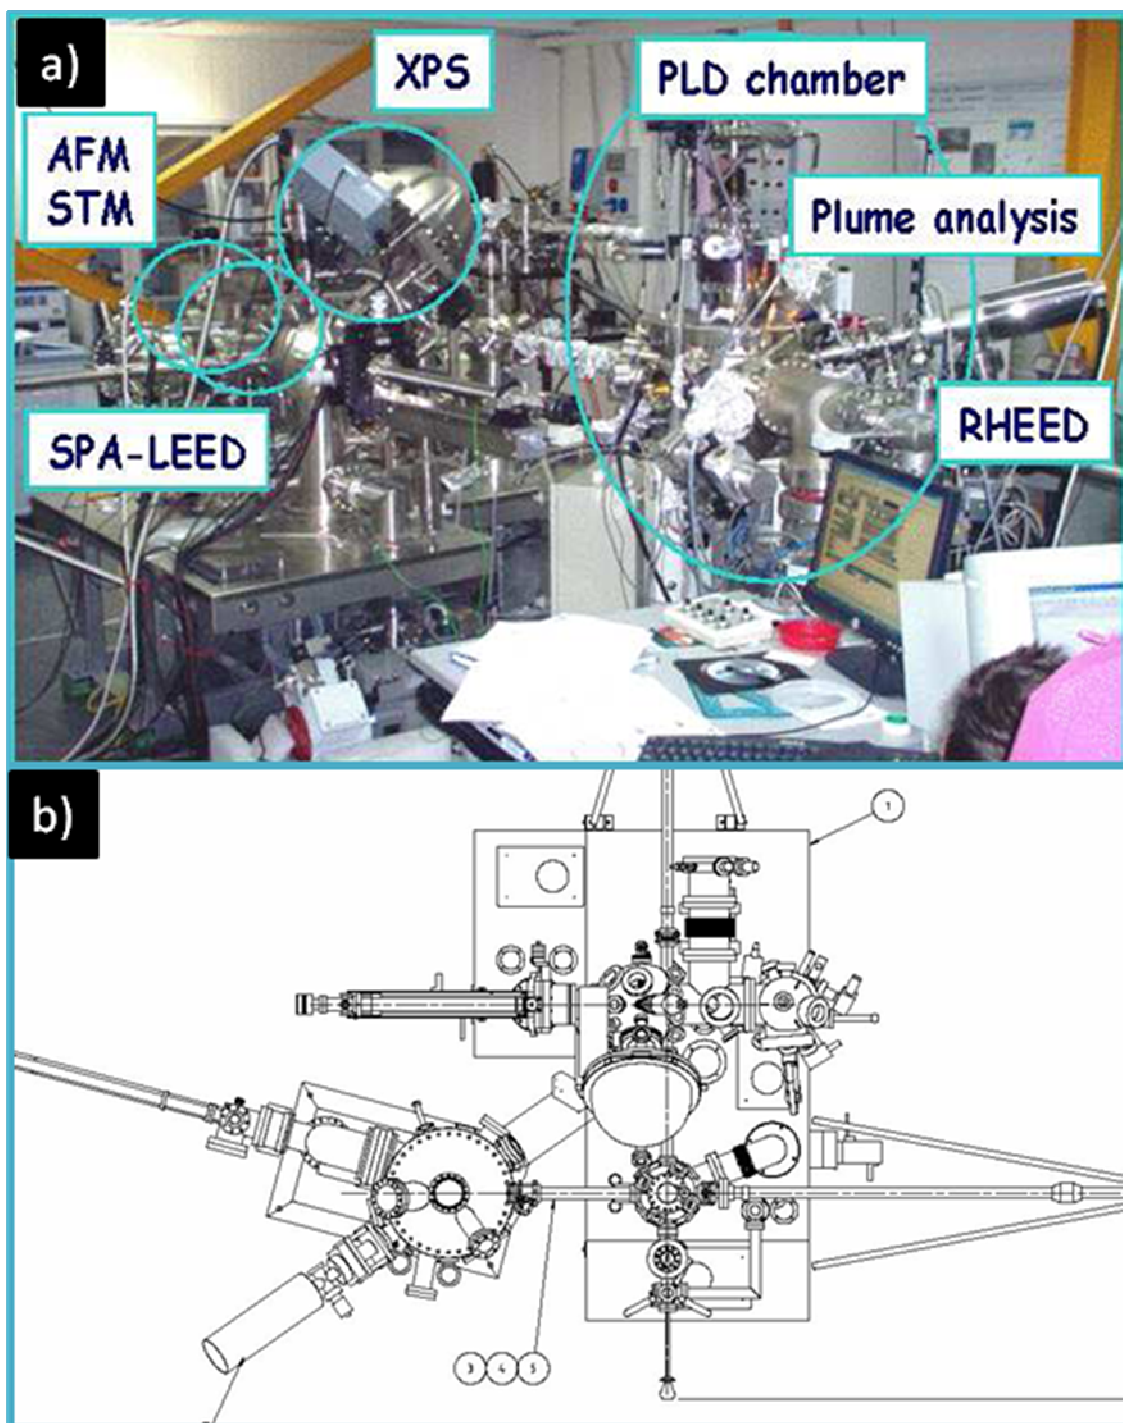 a)
XPS
PLD chamber
AFM
STM
Plume analysis
RHEED
SPA-LEED
b)
1
3 4 5